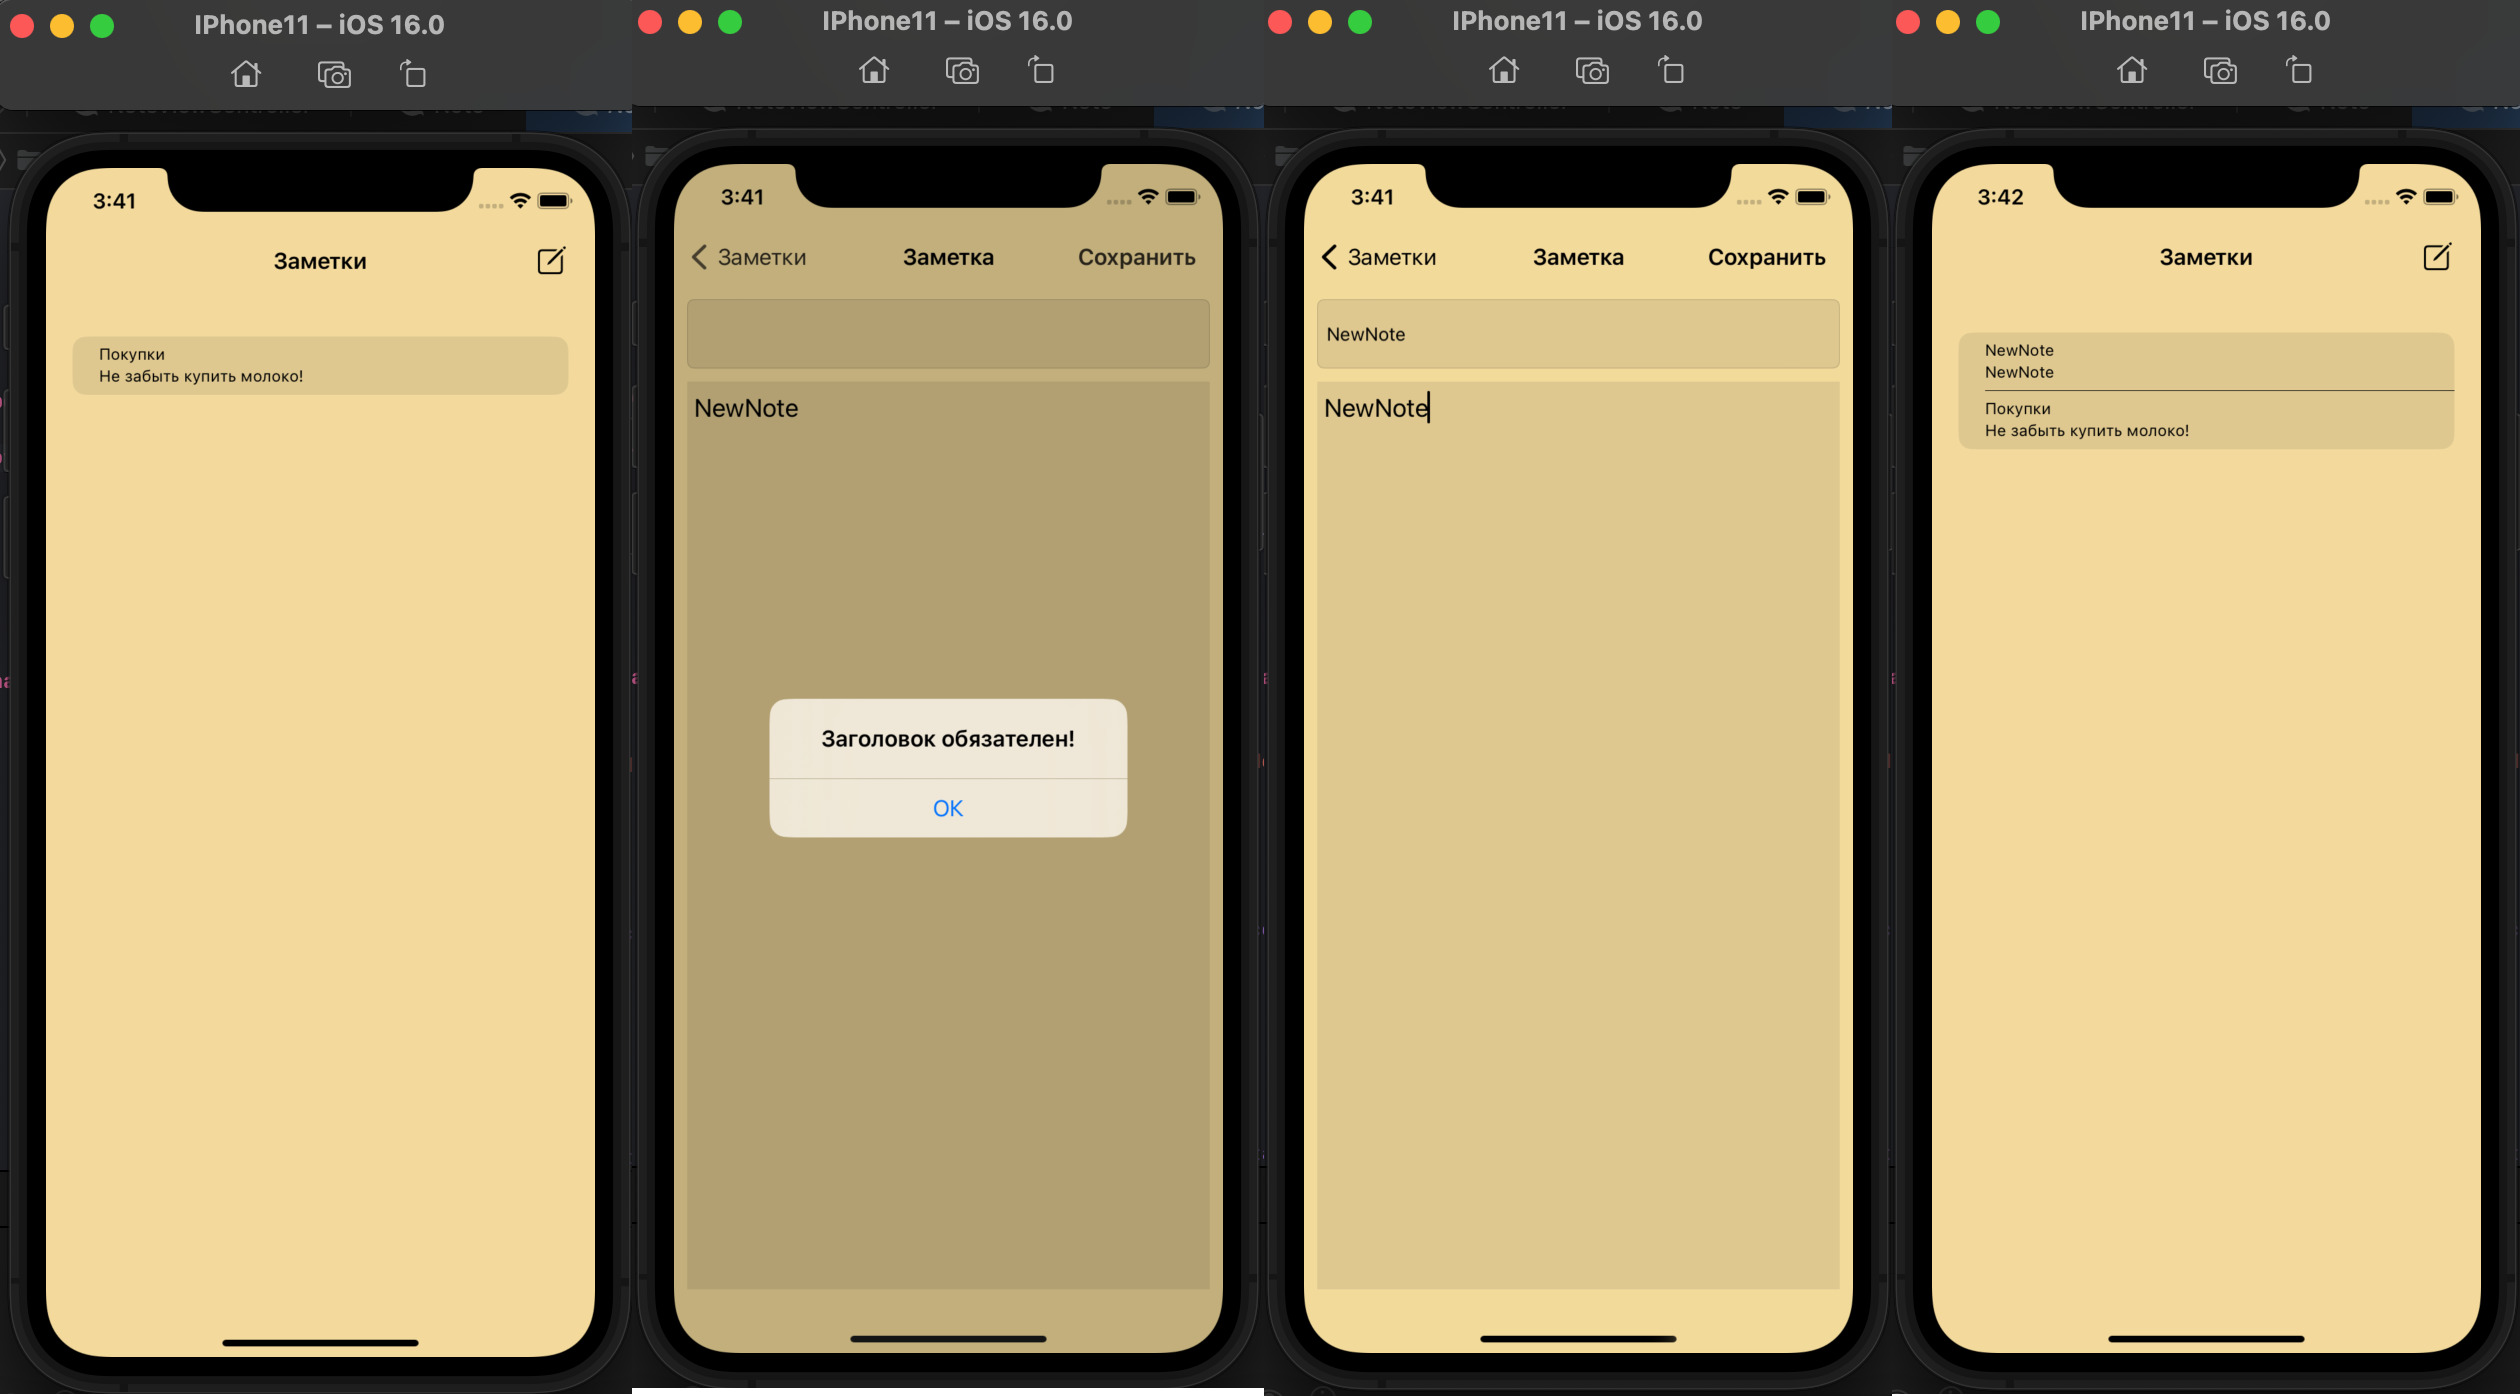 IPhone11 – iOS 16.0
3:41
Заметки
Покупки
Не забыть купить молоко!
IPhone11 – iOS 16.0
3:41
Заметки
Заметка
Сохранить
NewNote
Заголовок обязателен!
OK
IPhone11 – iOS 16.0
3:41
Заметки
Заметка
Сохранить
NewNote
NewNote
IPhone11 – iOS 16.0
3:42
Заметки
NewNote
NewNote
Покупки
Не забыть купить молоко!